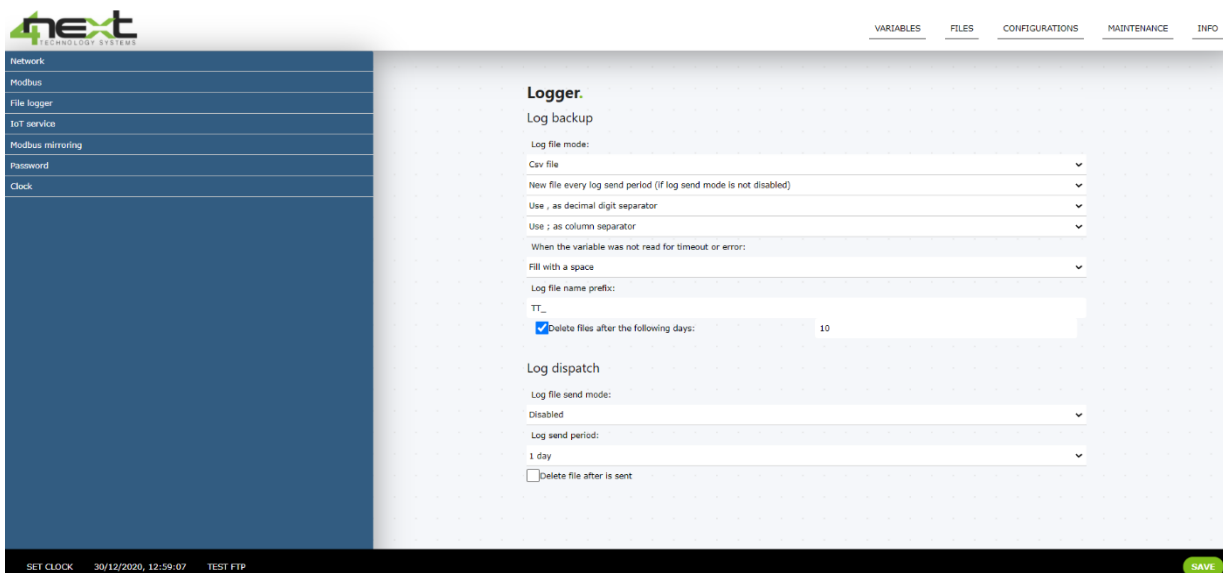 4next
TECHNOLOGY SYSTEMS
VARIABLES FILES CONFIGURATIONS MAINTENANCE INFO
Network
Modbus
File logger
IoT service
Modbus mirroring
Password
Clock
Logger.
Log backup
Log file mode:
Csv file
New file every log send period (if log send mode is not disabled)
Use , as decimal digit separator
Use ; as column separator
When the variable was not read for timeout or error:
Fill with a space
Log file name prefix:
TT_
Delete files after the following days: 10
Log dispatch
Log file send mode:
Disabled
Log send period:
1 day
Delete file after is sent
SET CLOCK 30/12/2020, 12:59:07 TEST FTP SAVE